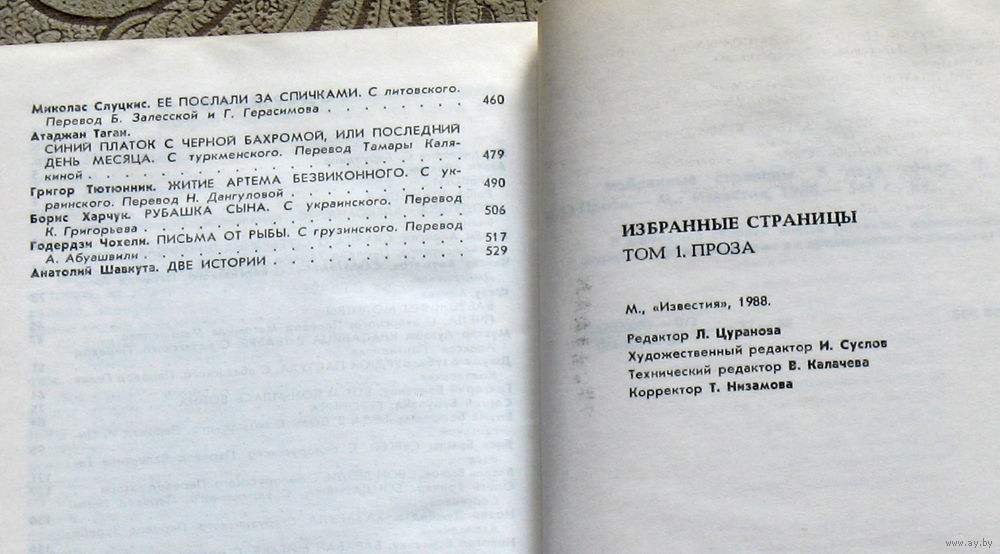 Миколас Слуцкис. ЕЕ ПОСЛАЛИ ЗА СПИЧКАМИ. С литовского.
Перевод Б. Залесской и Г. Герасимова . . . . . . . . 460
Атаджан Таган.
СИНИЙ ПЛАТОК С ЧЕРНОЙ БАХРОМОЙ, ИЛИ ПОСЛЕДНИЙ
ДЕНЬ МЕСЯЦА. С туркменского. Перевод Тамары Каля-
киной . . . . . . . . . . . . . . . . . . . 479
Григор Тютюнник. ЖИТИЕ АРТЕМА БЕЗВИКОННОГО. С ук-
раинского. Перевод Н. Дангуловой . . . . . . . . . 490
Борис Харчук. РУБАШКА СЫНА. С украинского. Перевод
К. Григорьева . . . . . . . . . . . . . . . . 506
Годердзи Чохели. ПИСЬМА ОТ РЫБЫ. С грузинского. Перевод
А. Абуашвили . . . . . . . . . . . . . . . . 517
Анатолий Шавкута. ДВЕ ИСТОРИИ . . . . . . . . . . 529
ИЗБРАННЫЕ СТРАНИЦЫ
ТОМ 1. ПРОЗА
М., «Известия», 1988.
Редактор Л. Цуранова
Художественный редактор И. Суслов
Технический редактор В. Калачева
Корректор Т. Низамова
www.ay.by